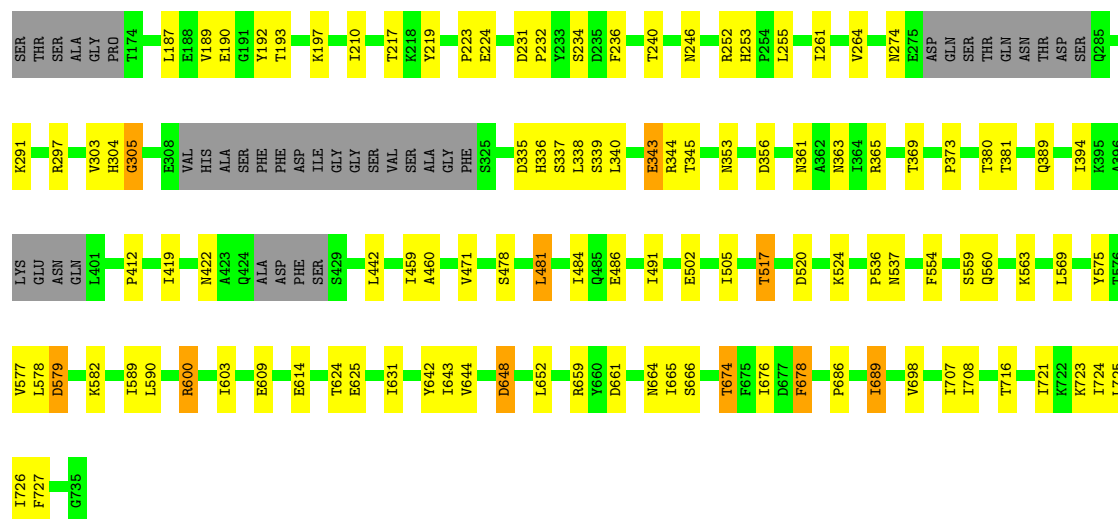 SER THR SER ALA GLY PRO T174 L187 E188 V189 E190 G191 Y192 T193 K197 I210 T217 K218 Y219 P223 E224 D231 P232 Y233 S234 D235 F236 T240 N246 R252 H253 P254 L255 I261 V264 N274 E275 ASP GLN SER THR GLN ASN THR ASP SER Q285
K291 R297 V303 H304 G305 E308 VAL HIS ALA SER PHE PHE ASP ILE GLY GLY SER VAL SER ALA GLY PHE S325 D335 H336 S337 L338 S339 L340 E343 R344 T345 N353 D356 N361 A362 N363 I364 R365 T369 P373 T380 T381 Q389 I394 K395 A396
LYS GLU ASN GLN L401 P412 I419 N422 A423 Q424 ALA ASP PHE SER S429 L442 I459 A460 V471 S478 L481 I484 Q485 E486 I491 E502 I505 T517 D520 K524 P536 N537 F554 S559 Q560 K563 L569 Y575 T576
V577 L578 D579 K582 I589 L590 R600 I603 E609 E614 T624 E625 I631 Y642 I643 V644 D648 L652 R659 Y660 D661 N664 I665 S666 T674 F675 I676 D677 F678 P686 I689 V698 I707 I708 T716 I721 K722 K723 I724
I726 F727 G735